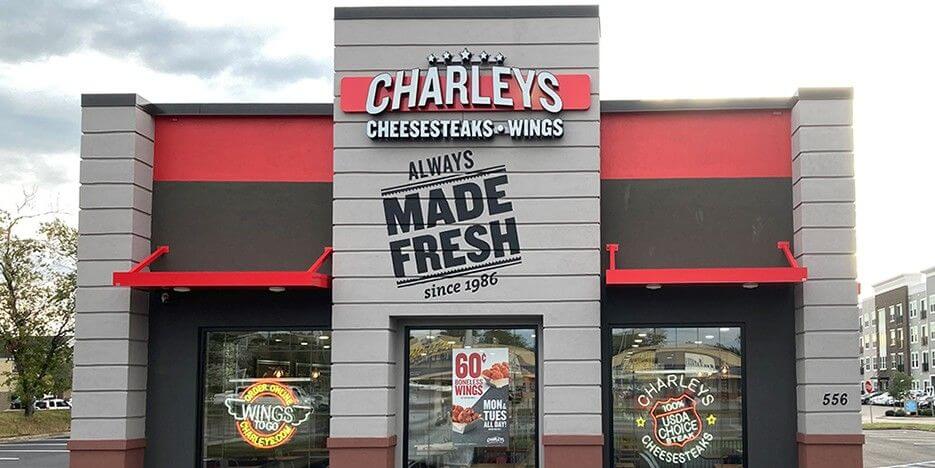 CHARLEYS
CHEESESTEAKS • WINGS
ALWAYS
MADE
FRESH
since 1986
ORDER ONLINE
WINGS
TO GO
CHARLEYS.COM
60¢
BONELESS
WINGS
MON & 
TUES
ALL DAY!
CHARLEYS
100%
USDA
CHOICE
STEAK
CHEESESTEAKS
556